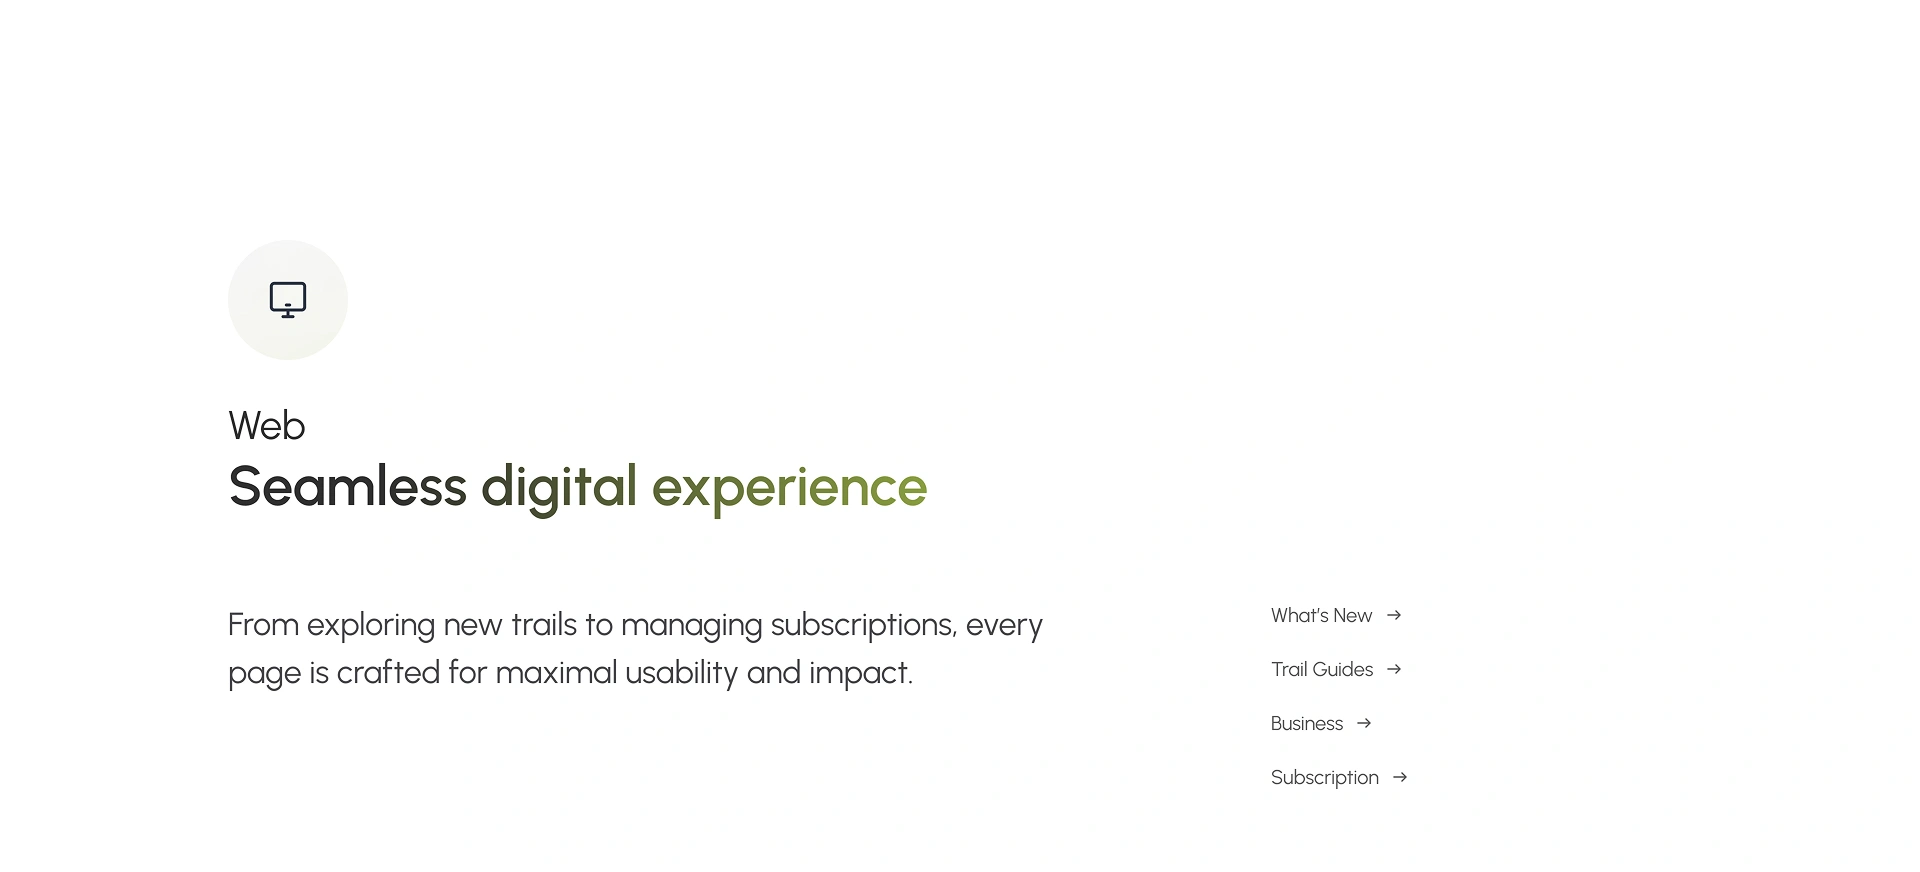 Web
Seamless digital experience
From exploring new trails to managing subscriptions, every
page is crafted for maximal usability and impact.
What's New →
Trail Guides →
Business →
Subscription →